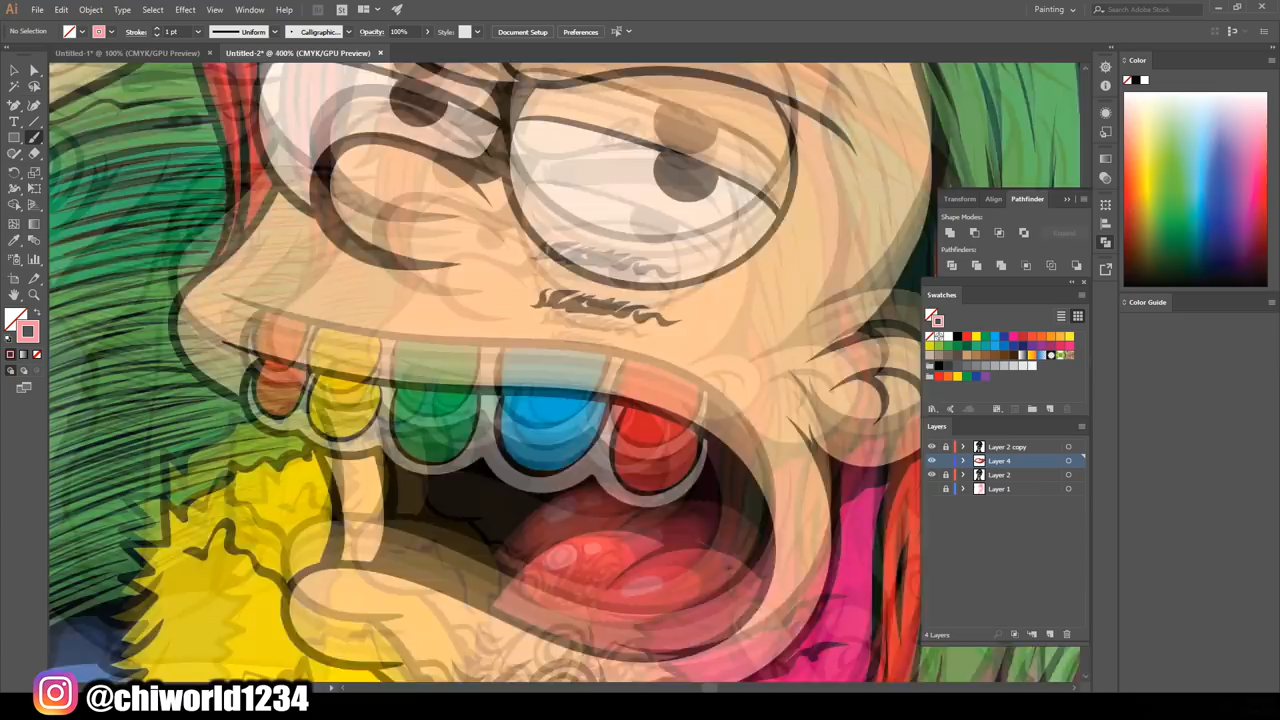 Ai File Edit Object Type Select Effect View Window Help Br St Search Adobe Stock Painting
No Selection Stroke: 1 pt Uniform Calligraphic... Opacity: 100% Style: Document Setup Preferences
Untitled-1* @ 100% (CMYK/GPU Preview) × Untitled-2* @ 400% (CMYK/GPU Preview) ×
Color
Transform Align Pathfinder
Shape Modes:
Expand
Pathfinders:
Swatches
Color Guide
Layers
Layer 2 copy
Layer 4
Layer 2
Layer 1
4 Layers
@chiworld1234